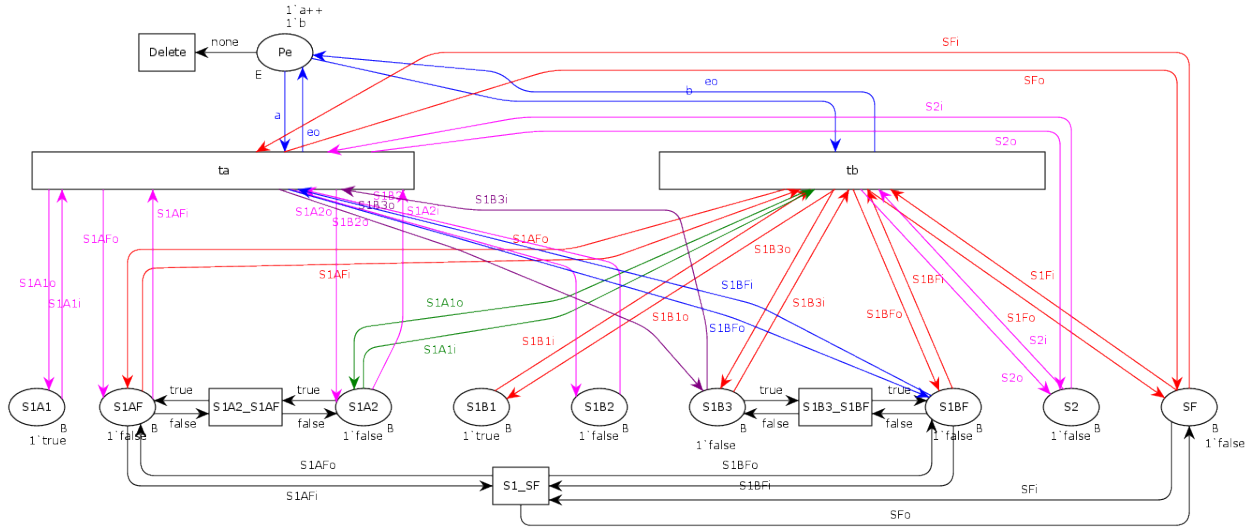 1`a++
1`b
Delete
none
Pe
E
SFi
SFo
a
eo
b
eo
S2i
S2o
ta
tb
S1B2i
S1B3o
S1A2o
S1B2o
S1A2i
S1B3i
S1AFi
S1AFo
S1AFo
S1AFi
S1A1o
S1A1i
S1A1o
S1A1i
S1B1o
S1B1i
S1B3o
S1B3i
S1BFi
S1BFo
S1BFi
S1BFo
S1Fi
S1Fo
S2i
S2o
S1A1
B
1`true
S1AF
B
1`false
true
false
S1A2_S1AF
true
false
S1A2
B
1`false
S1B1
B
1`true
S1B2
B
1`false
S1B3
B
1`false
true
false
S1B3_S1BF
true
false
S1BF
B
1`false
S2
B
1`false
SF
B
1`false
S1AFo
S1AFi
S1_SF
S1BFo
S1BFi
SFi
SFo